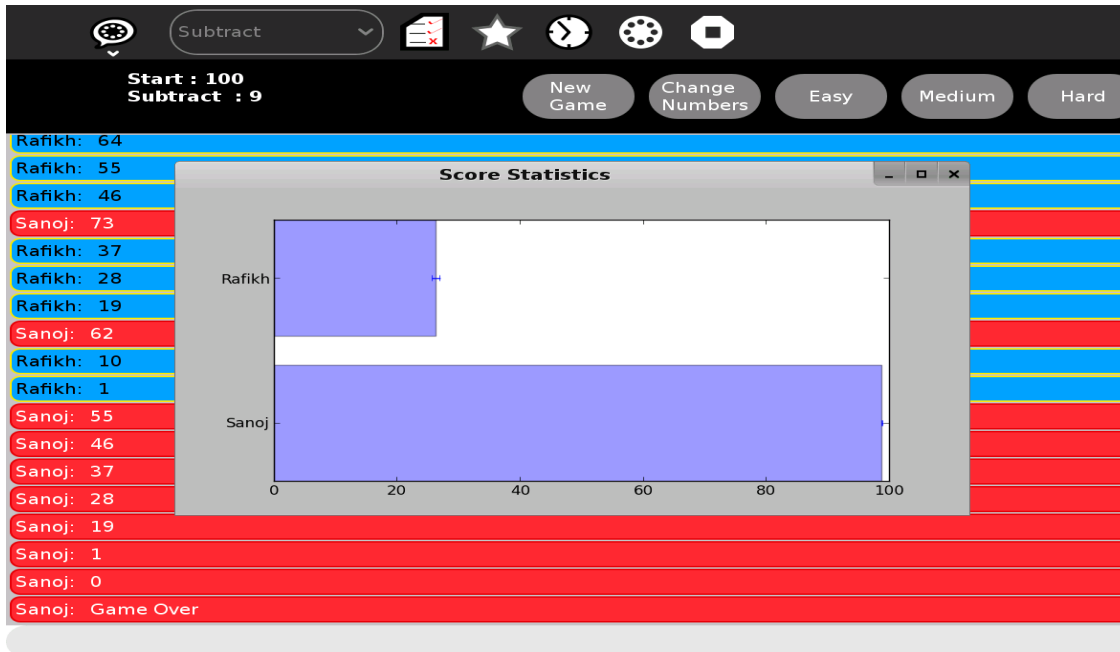 Subtract
Start : 100
Subtract : 9
New
Game
Change
Numbers
Easy
Medium
Hard
Rafikh: 64
Rafikh: 55
Rafikh: 46
Sanoj: 73
Rafikh: 37
Rafikh: 28
Rafikh: 19
Sanoj: 62
Rafikh: 10
Rafikh: 1
Sanoj: 55
Sanoj: 46
Sanoj: 37
Sanoj: 28
Sanoj: 19
Sanoj: 1
Sanoj: 0
Sanoj: Game Over
Score Statistics
Rafikh
Sanoj
0 20 40 60 80 100